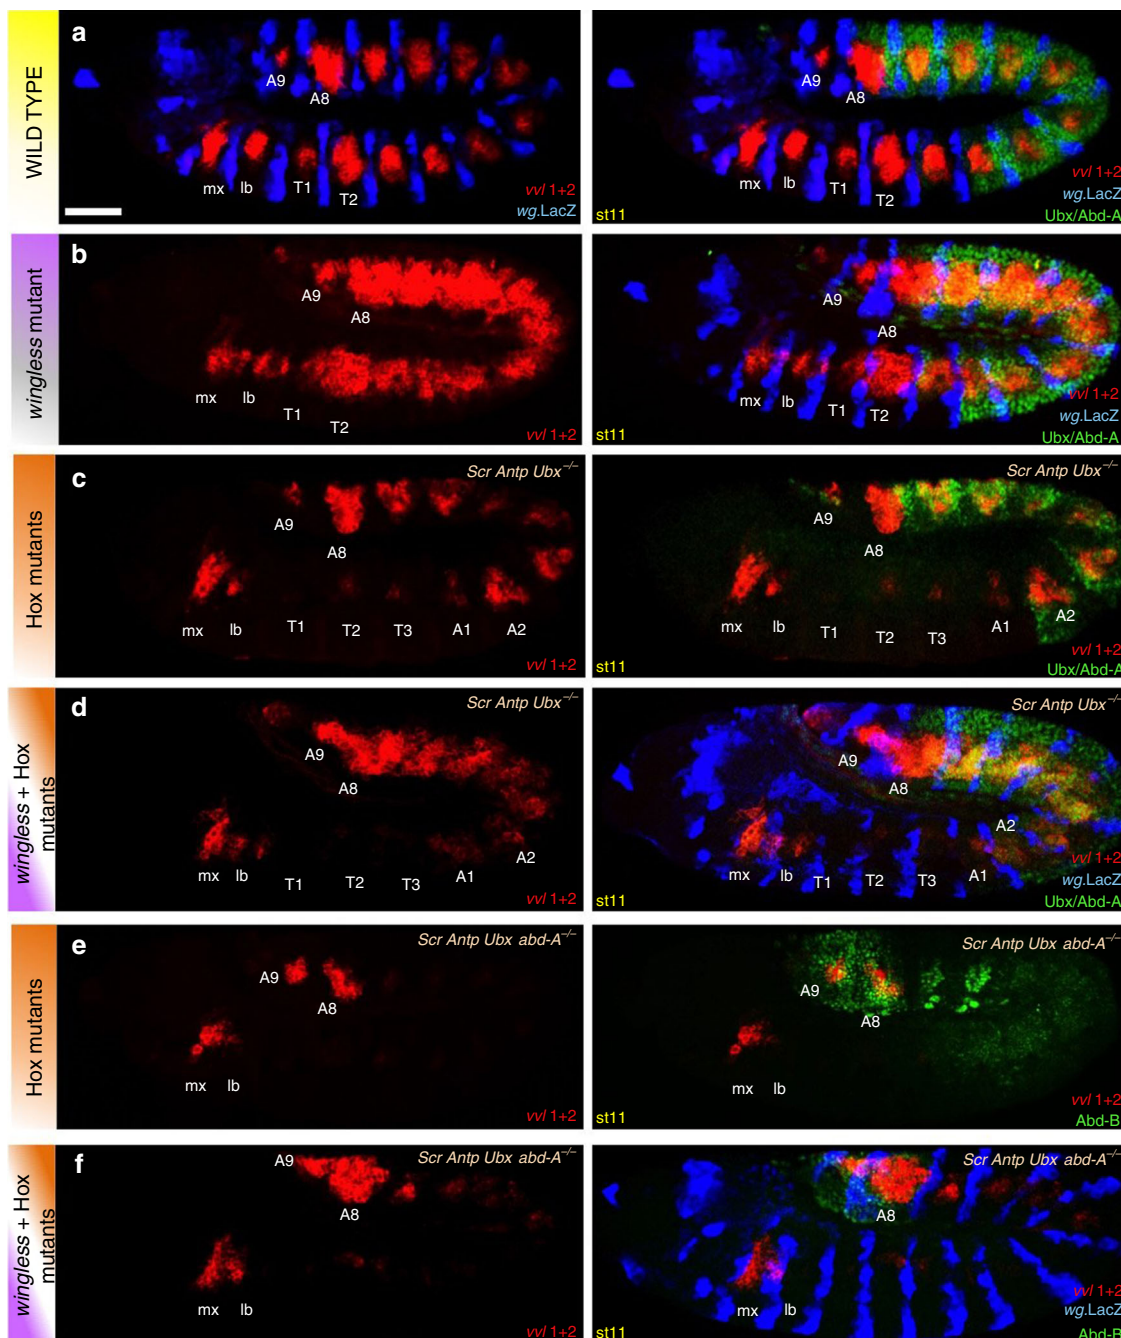 WILD TYPE
a
A9
A8
mx
lb
T1
T2
vvl 1+2
wg.LacZ
A9
A8
mx
lb
T1
T2
st11
vvl 1+2
wg.LacZ
Ubx/Abd-A
wingless mutant
b
A9
A8
mx
lb
T1
T2
vvl 1+2
A9
A8
mx
lb
T1
T2
st11
vvl 1+2
wg.LacZ
Ubx/Abd-A
Hox mutants
c
Scr Antp Ubx–/–
A9
A8
mx
lb
T1
T2
T3
A1
A2
vvl 1+2
A9
A8
mx
lb
T1
T2
T3
A1
A2
st11
vvl 1+2
Ubx/Abd-A
wingless + Hox
mutants
d
Scr Antp Ubx–/–
A9
A8
mx
lb
T1
T2
T3
A1
A2
vvl 1+2
Scr Antp Ubx–/–
A9
A8
A2
mx
lb
T1
T2
T3
A1
st11
vvl 1+2
wg.LacZ
Ubx/Abd-A
Hox mutants
e
Scr Antp Ubx abd-A–/–
A9
A8
mx
lb
vvl 1+2
Scr Antp Ubx abd-A–/–
A9
A8
mx
lb
st11
vvl 1+2
Abd-B
wingless + Hox
mutants
f
Scr Antp Ubx abd-A–/–
A9
A8
mx
lb
vvl 1+2
Scr Antp Ubx abd-A–/–
A8
mx
lb
st11
vvl 1+2
wg.LacZ
Abd-B